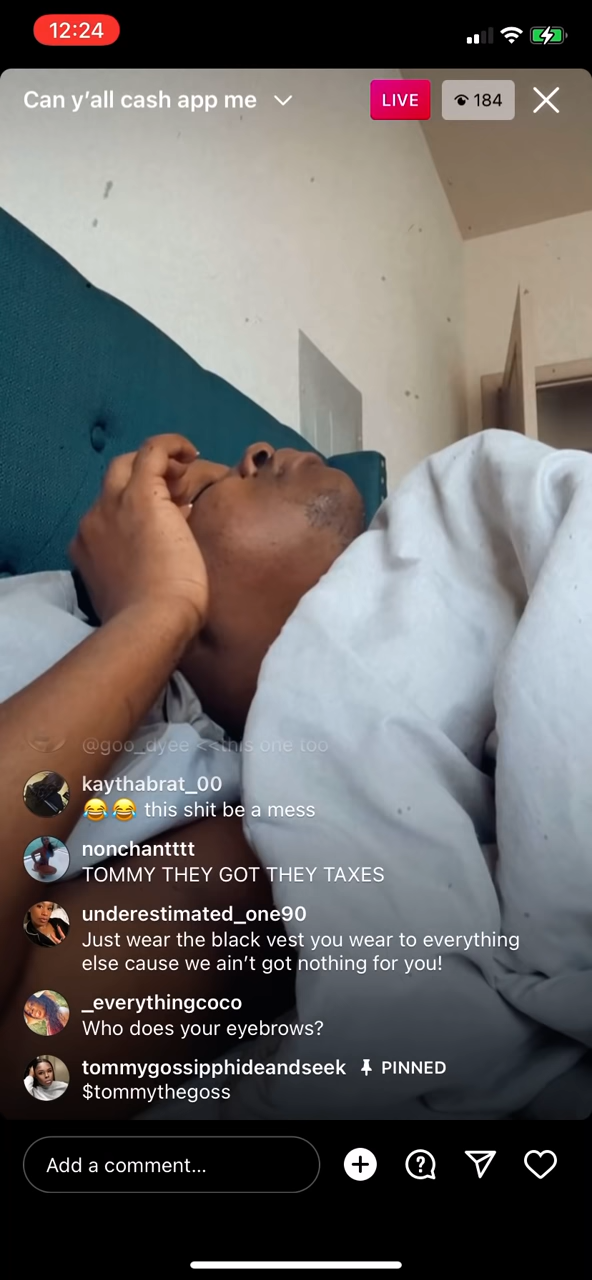 12:24
Can y’all cash app me
LIVE
184
@goo_dyee <<this one too
kaythabrat_00
😂😂 this shit be a mess
nonchantttt
TOMMY THEY GOT THEY TAXES
underestimated_one90
Just wear the black vest you wear to everything
else cause we ain’t got nothing for you!
_everythingcoco
Who does your eyebrows?
tommygossipphideandseek PINNED
$tommythegoss
Add a comment...